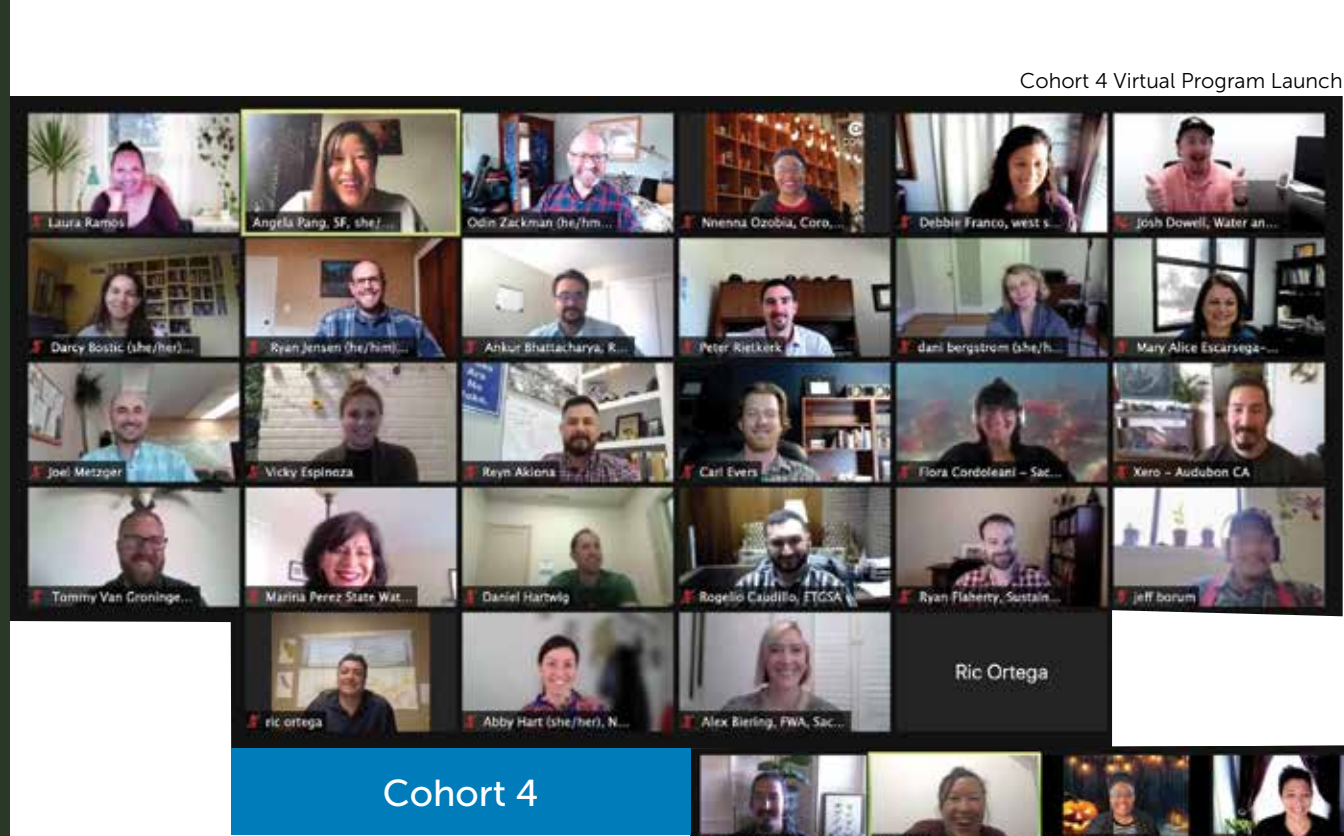 Cohort 4 Virtual Program Launch
Laura Ramos
Angela Pang, SF, she/...
Odin Zackman (he/him...
Nnenna Ozobia, Coro,...
Debbie Franco, west s...
Josh Dowell, Water an...
Darcy Bostic (she/her)...
Ryan Jensen (he/him)...
Ankur Bhattacharya, R...
Peter Rietkerk
dani bergstrom (she/h...
Mary Alice Escarsega-...
Joel Metzger
Vicky Espinoza
Are
No
Reyn Akiona
Carl Evers
Flora Cordoleani - Sac...
Xero - Audubon CA
Tommy Van Groninge...
Marina Perez State Wat...
Daniel Hartwig
Rogelio Caudillo, ETGSA
Ryan Flaherty, Sustain...
jeff borum
ric ortega
Abby Hart (she/her), N...
Alex Biering, FWA, Sac...
Ric Ortega
Cohort 4